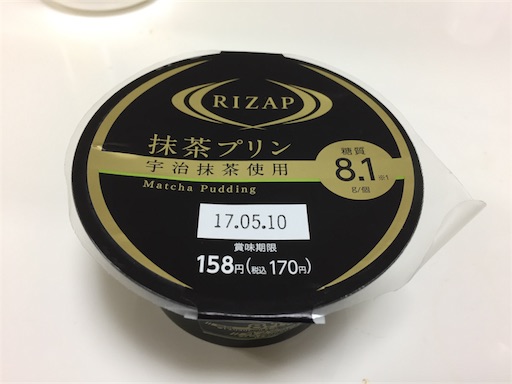 RIZAP
抹茶プリン
宇治抹茶使用
Matcha Pudding
糖質
8.1※1
g/個
17.05.10
賞味期限
158円(税込170円)